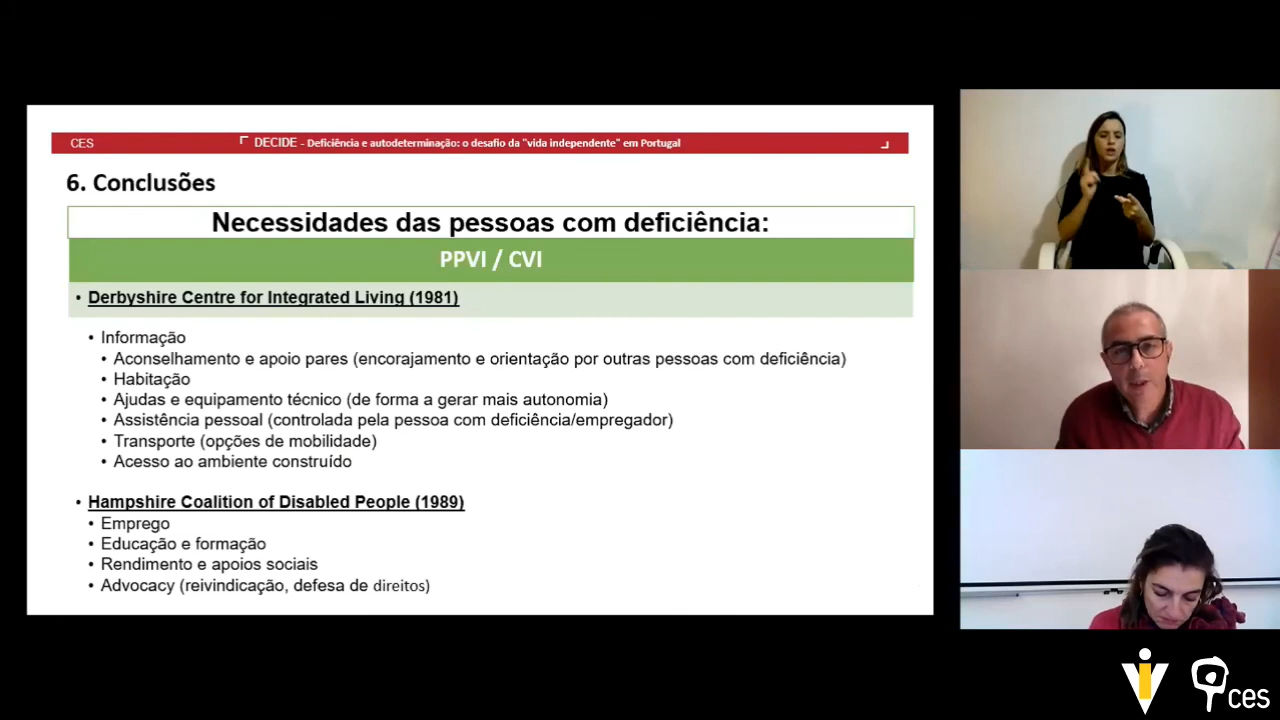 CES
DECIDE - Deficiência e autodeterminação: o desafio da "vida independente" em Portugal
6. Conclusões
Necessidades das pessoas com deficiência:
PPVI / CVI
• Derbyshire Centre for Integrated Living (1981)
• Informação
• Aconselhamento e apoio pares (encorajamento e orientação por outras pessoas com deficiência)
• Habitação
• Ajudas e equipamento técnico (de forma a gerar mais autonomia)
• Assistência pessoal (controlada pela pessoa com deficiência/empregador)
• Transporte (opções de mobilidade)
• Acesso ao ambiente construído
• Hampshire Coalition of Disabled People (1989)
• Emprego
• Educação e formação
• Rendimento e apoios sociais
• Advocacy (reivindicação, defesa de direitos)
ces